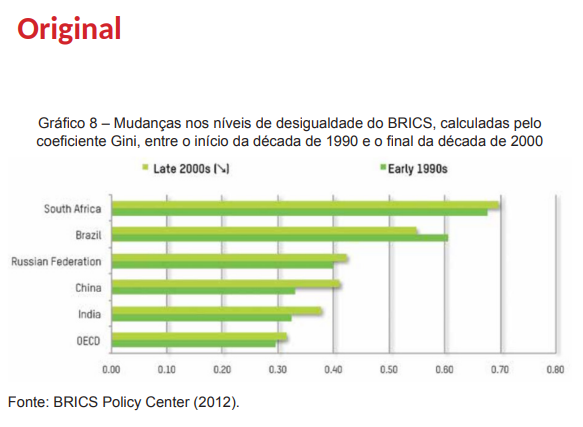 Original
Gráfico 8 – Mudanças nos níveis de desigualdade do BRICS, calculadas pelo
coeficiente Gini, entre o início da década de 1990 e o final da década de 2000
Late 2000s (↘) Early 1990s
South Africa
Brazil
Russian Federation
China
India
OECD
0.00 0.10 0.20 0.30 0.40 0.50 0.60 0.70 0.80
Fonte: BRICS Policy Center (2012).